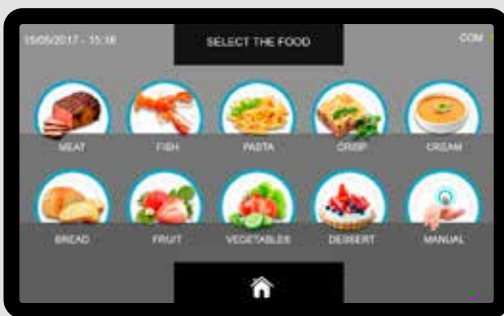 15/05/2017 - 15:16
SELECT THE FOOD
COM
MEAT
FISH
PASTA
CRISP
CREAM
BREAD
FRUIT
VEGETABLES
DESSERT
MANUAL